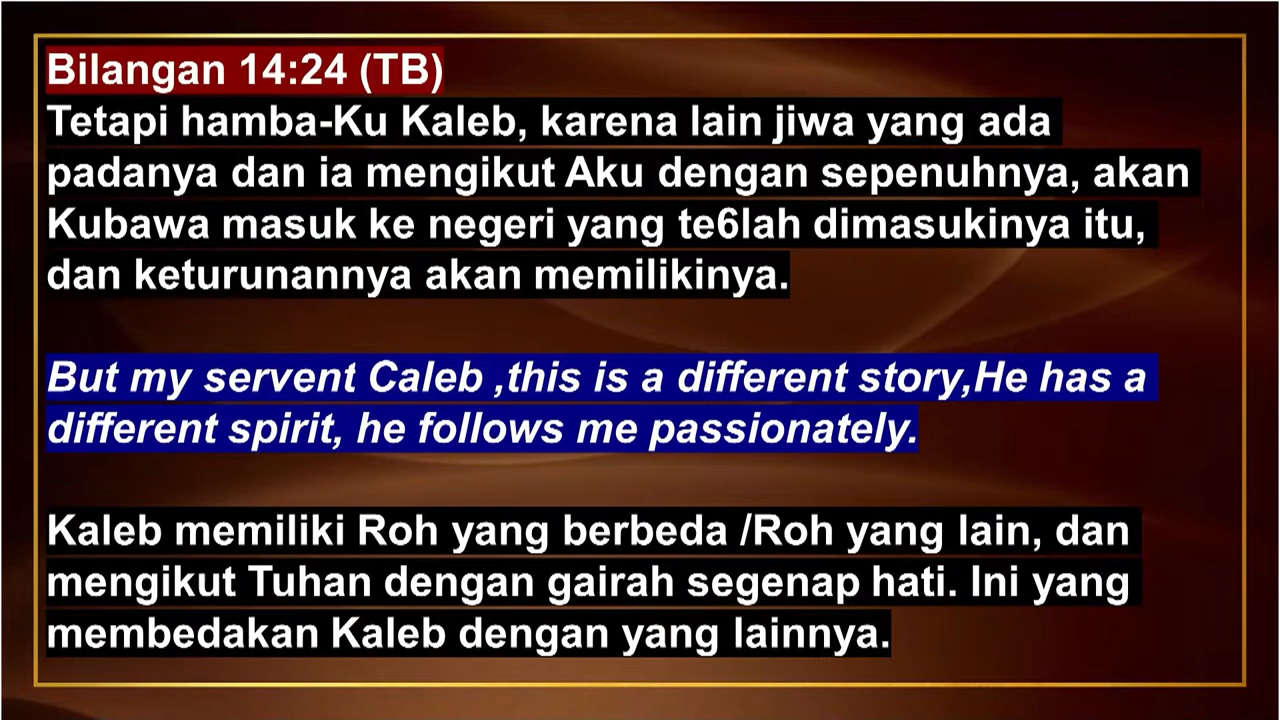 Bilangan 14:24 (TB)
Tetapi hamba-Ku Kaleb, karena lain jiwa yang ada
padanya dan ia mengikut Aku dengan sepenuhnya, akan
Kubawa masuk ke negeri yang te6lah dimasukinya itu,
dan keturunannya akan memilikinya.
But my servent Caleb ,this is a different story,He has a
different spirit, he follows me passionately.
Kaleb memiliki Roh yang berbeda /Roh yang lain, dan
mengikut Tuhan dengan gairah segenap hati. Ini yang
membedakan Kaleb dengan yang lainnya.